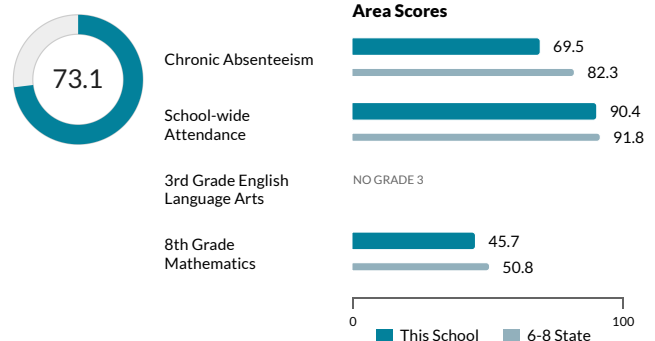 Area Scores
73.1
Chronic Absenteeism
69.5
82.3
School-wide
Attendance
90.4
91.8
3rd Grade English
Language Arts
NO GRADE 3
8th Grade
Mathematics
45.7
50.8
0
100
This School
6-8 State